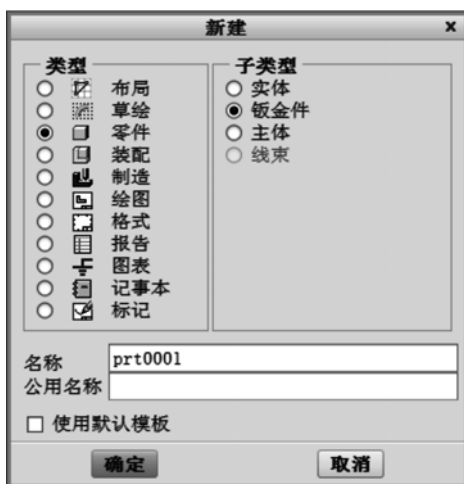 新建
×
类型
布局
草绘
零件
装配
制造
绘图
格式
报告
图表
记事本
标记
子类型
实体
钣金件
主体
线束
名称 prt0001
公用名称
使用默认模板
确定 取消